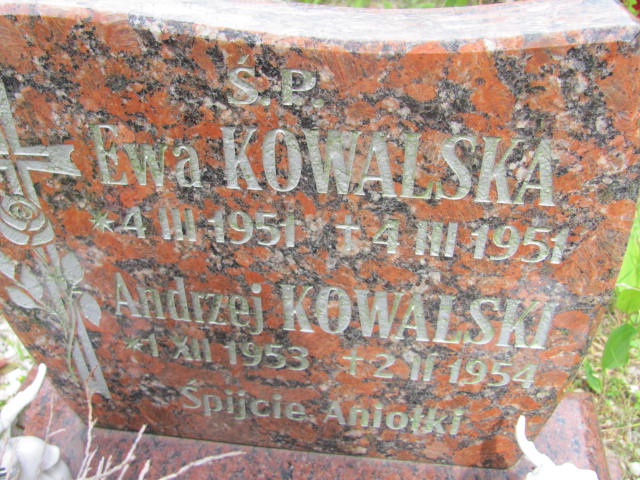 Ś.P.
Ewa KOWALSKA
*4 III 1951 +4 III 1951
Andrzej KOWALSKI
*1 XII 1953 +2 II 1954
Śpijcie Aniołki